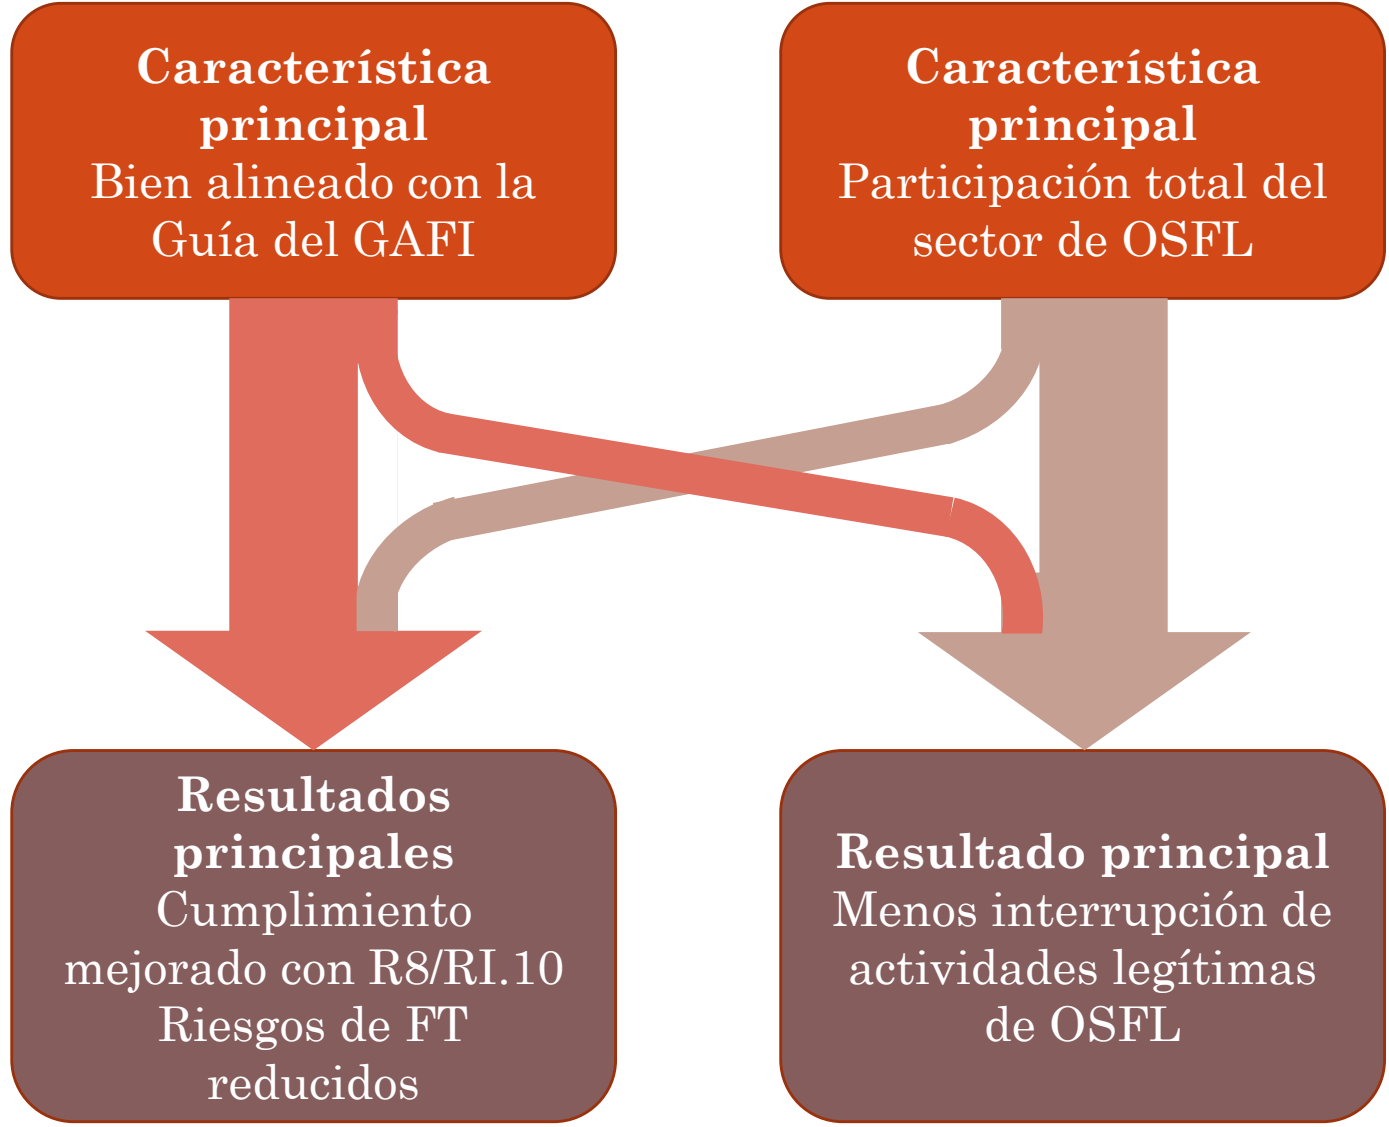 Característica
principal
Bien alineado con la
Guía del GAFI
Característica
principal
Participación total del
sector de OSFL
Resultados
principales
Cumplimiento
mejorado con R8/RI.10
Riesgos de FT
reducidos
Resultado principal
Menos interrupción de
actividades legítimas
de OSFL